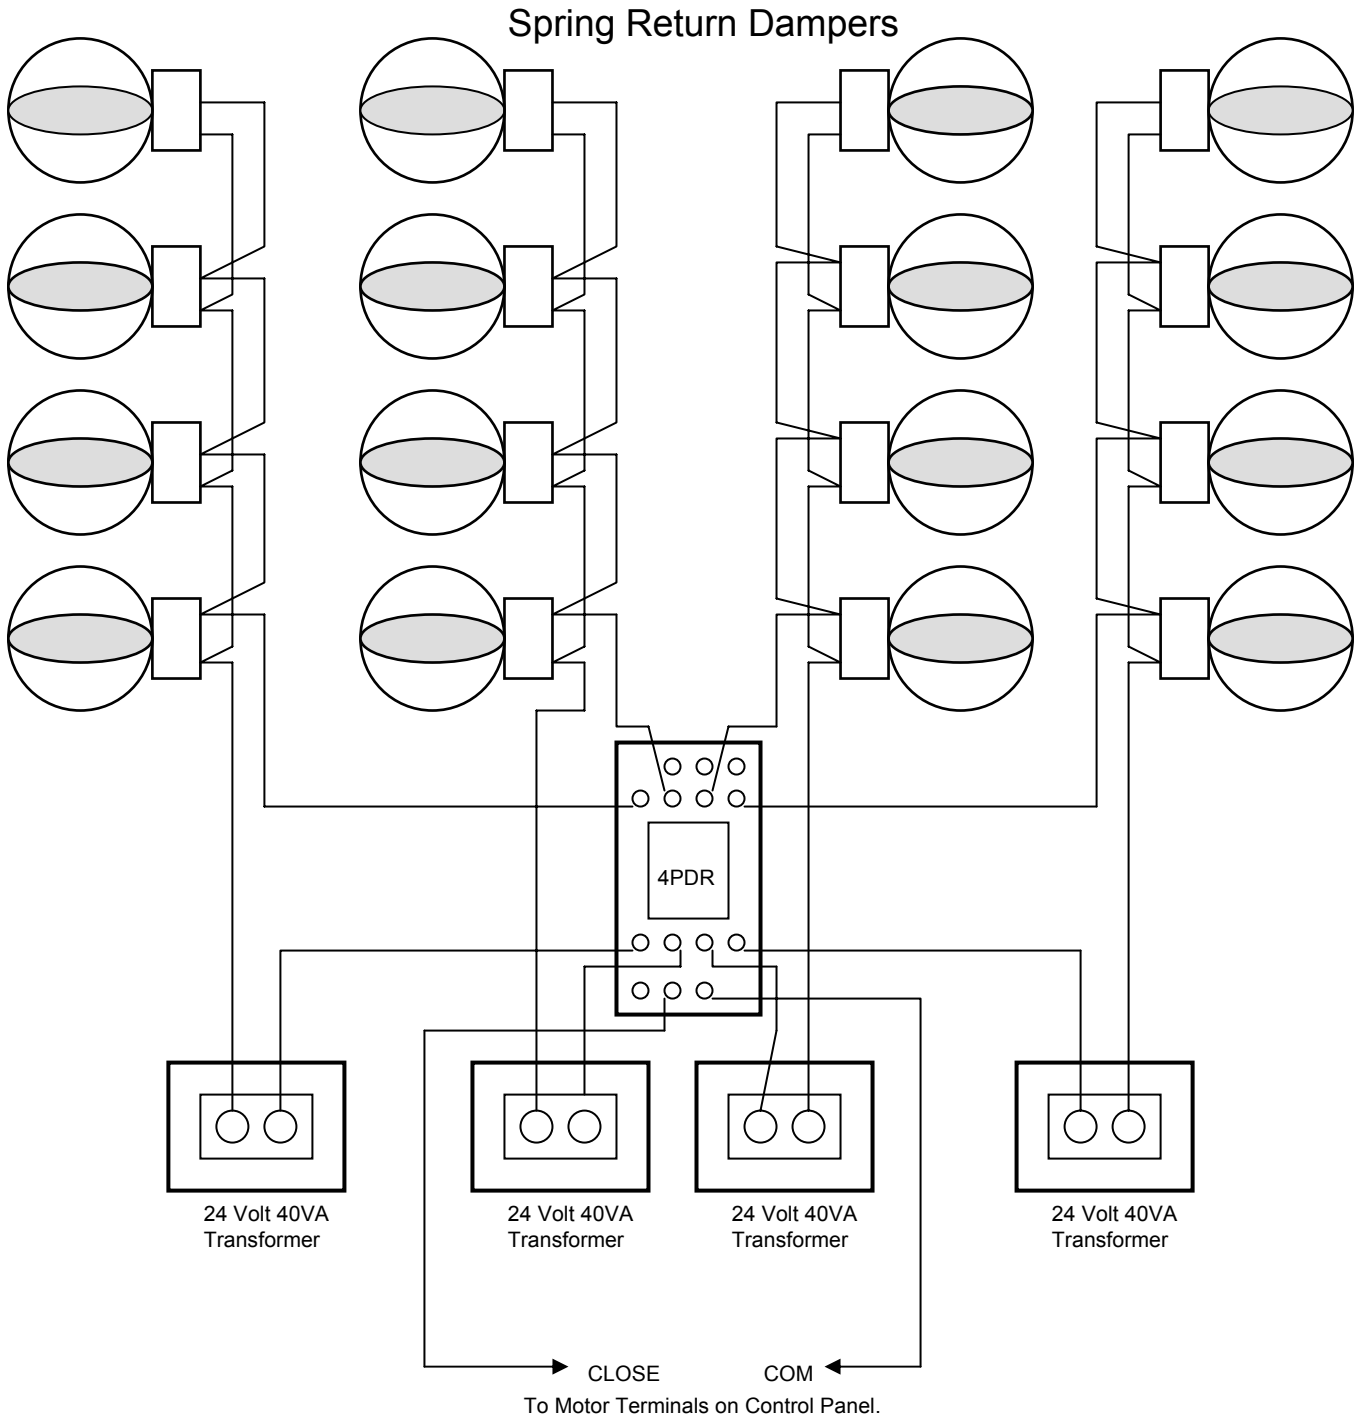 Spring Return Dampers
4PDR
24 Volt 40VA
Transformer
24 Volt 40VA
Transformer
24 Volt 40VA
Transformer
24 Volt 40VA
Transformer
CLOSE COM
To Motor Terminals on Control Panel.